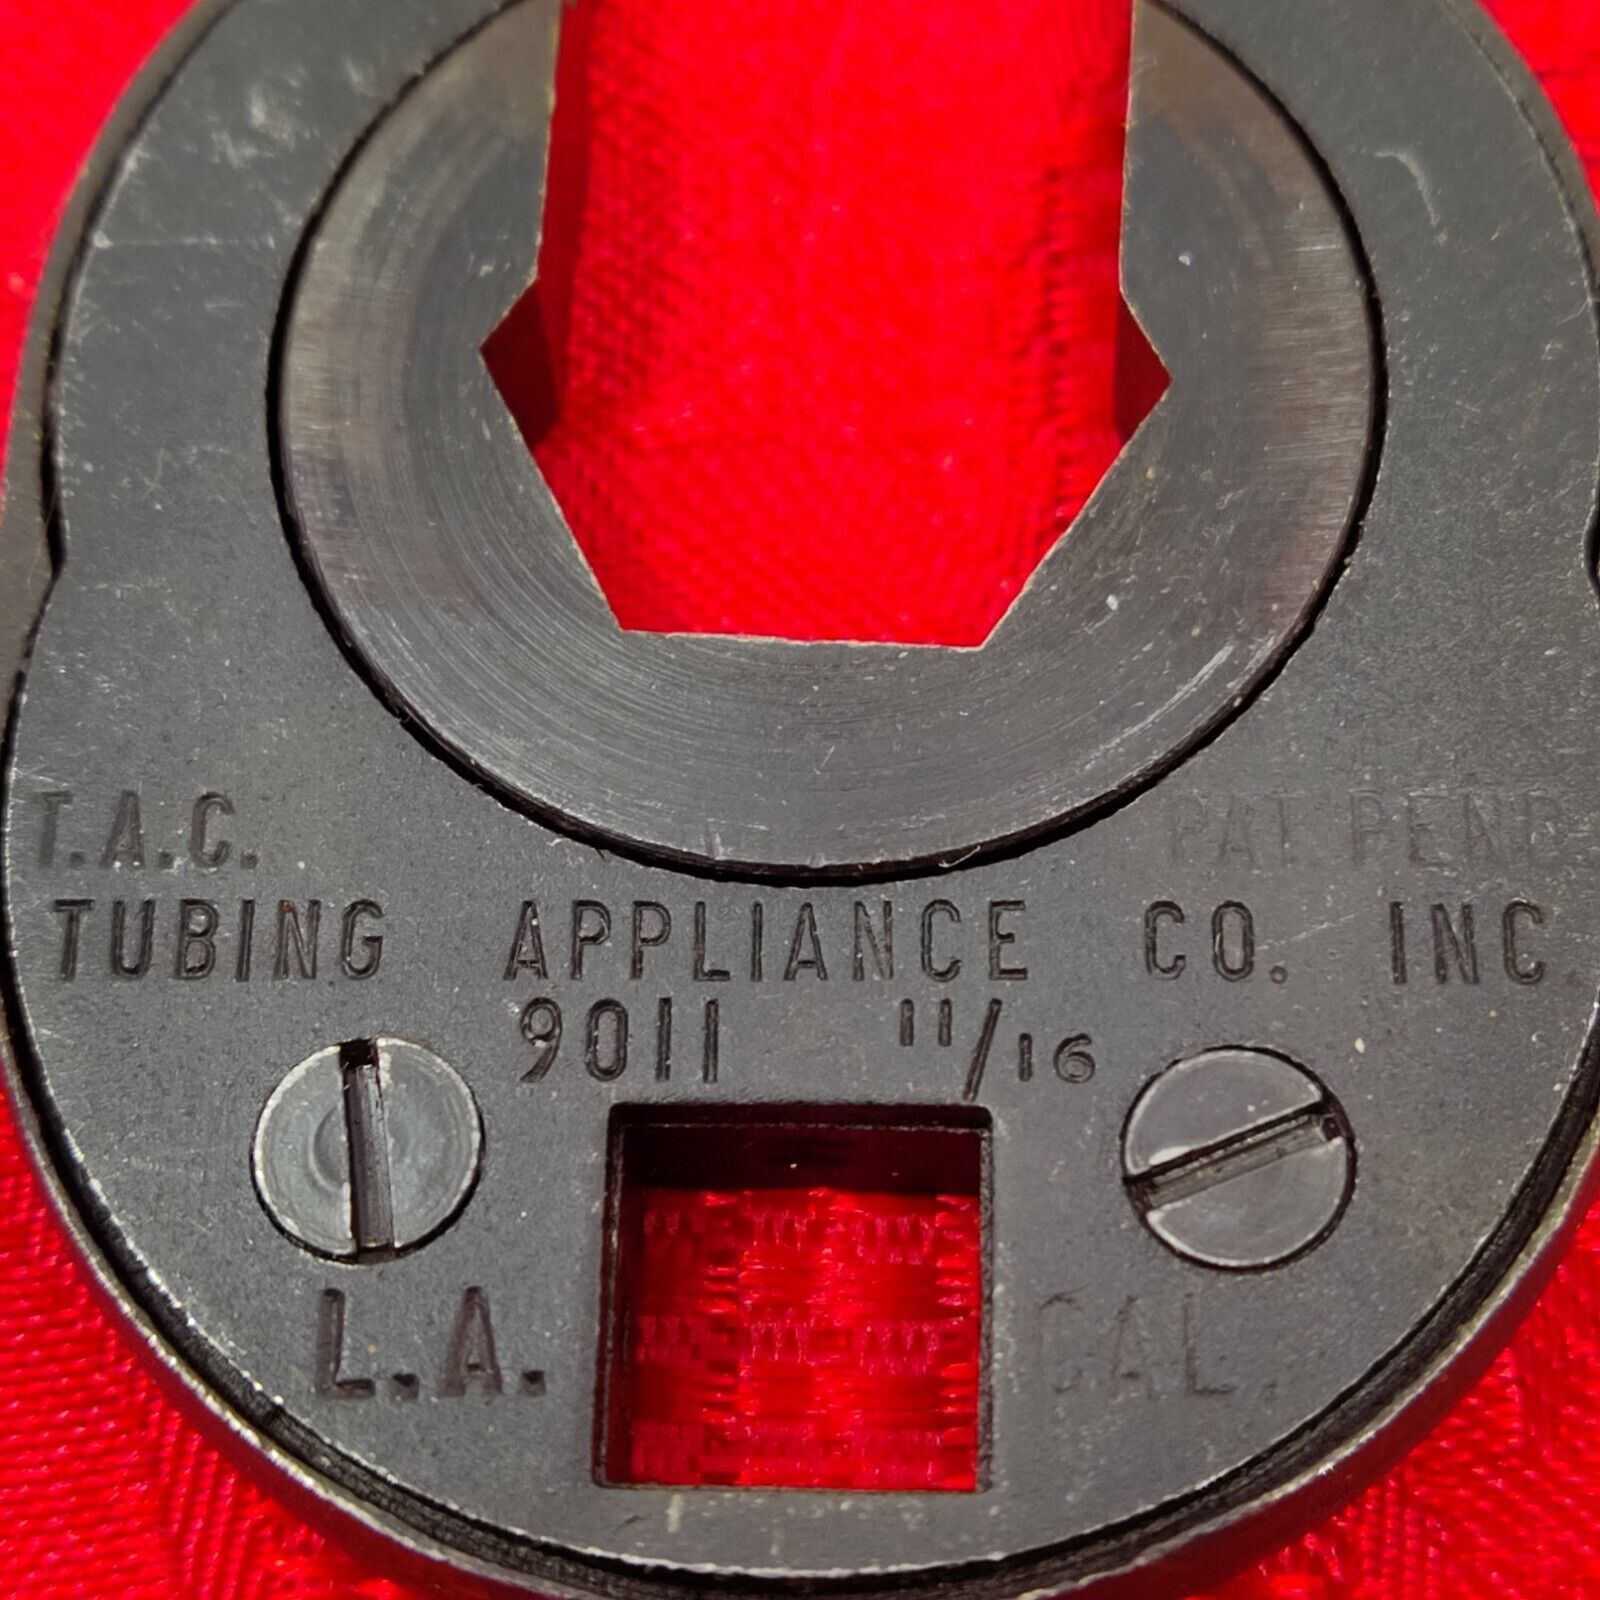 T.A.C.
PAT PEND
TUBING APPLIANCE CO. INC.
9011 11/16
L.A. CAL.